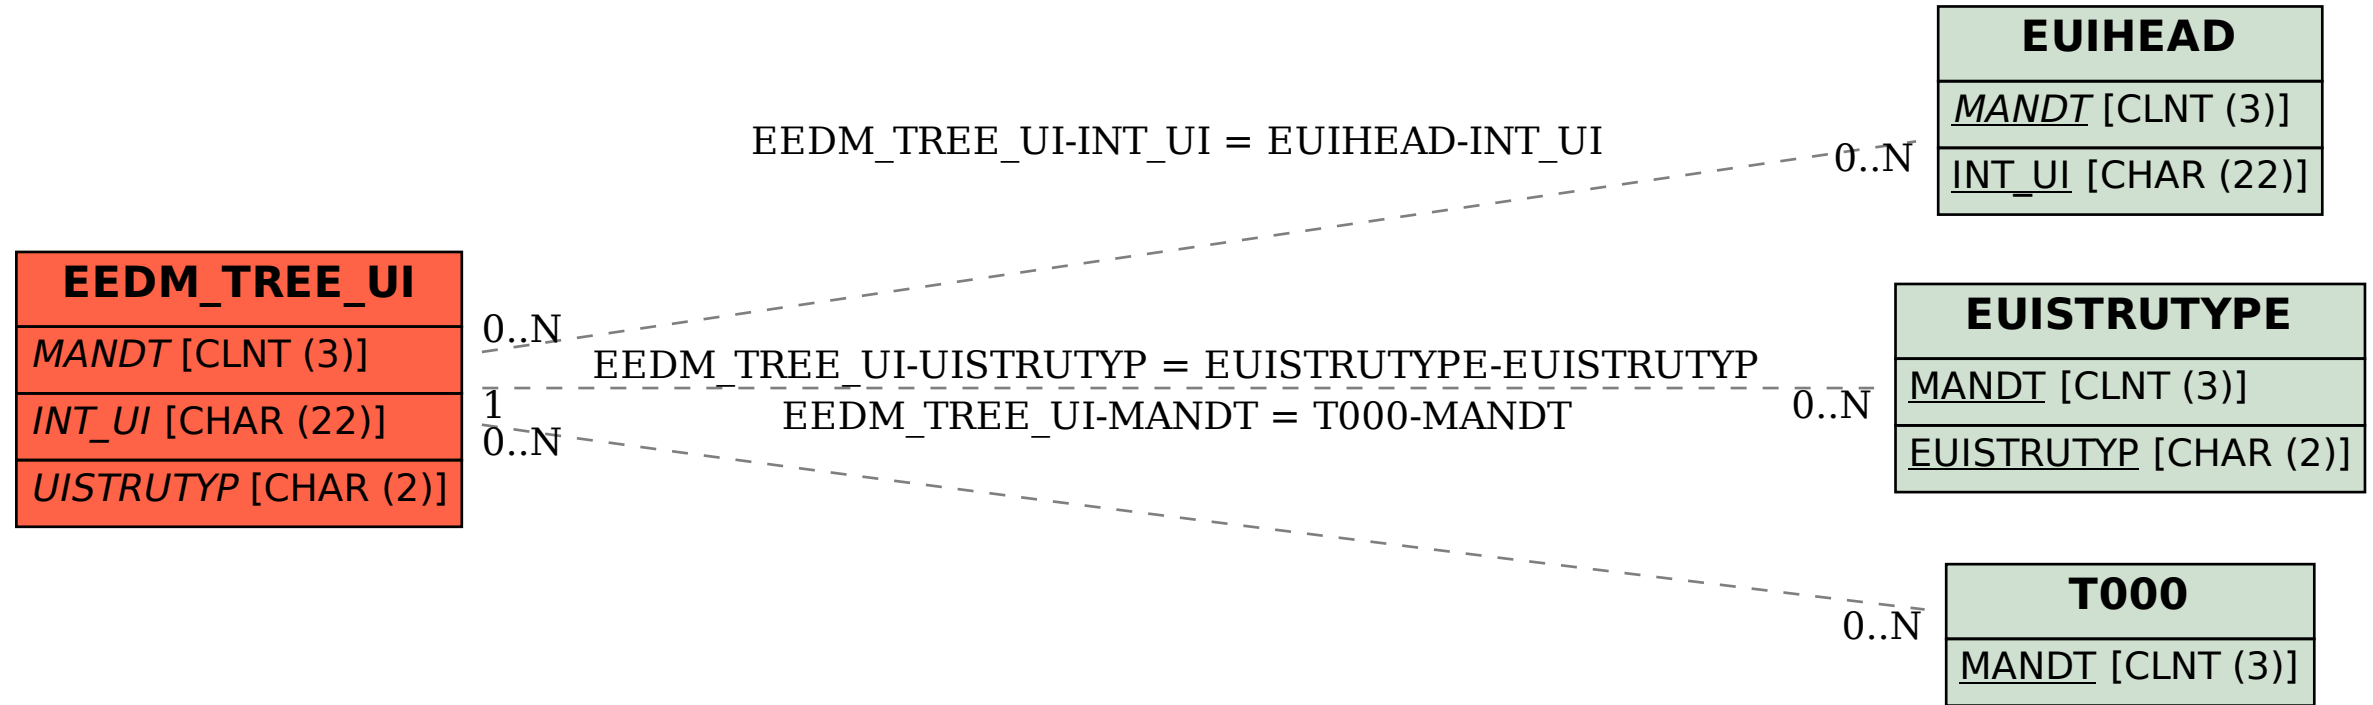 EUIHEAD
MANDT [CLNT (3)]
INT_UI [CHAR (22)]
EEDM_TREE_UI-INT_UI = EUIHEAD-INT_UI
0..N
EEDM_TREE_UI
MANDT [CLNT (3)]
INT_UI [CHAR (22)]
UISTRUTYP [CHAR (2)]
0..N
EEDM_TREE_UI-UISTRUTYP = EUISTRUTYPE-EUISTRUTYP
1
0..N
EEDM_TREE_UI-MANDT = T000-MANDT
0..N
EUISTRUTYPE
MANDT [CLNT (3)]
EUISTRUTYP [CHAR (2)]
0..N
T000
MANDT [CLNT (3)]